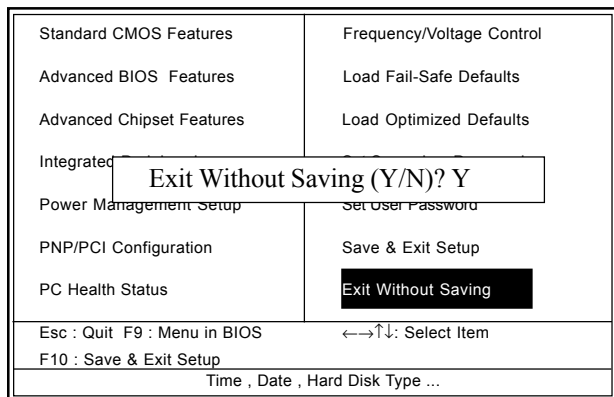 Standard CMOS Features
Frequency/Voltage Control
Advanced BIOS Features
Load Fail-Safe Defaults
Advanced Chipset Features
Load Optimized Defaults
Integrated
Exit Without Saving (Y/N)? Y
Power Management Setup
Set User Password
PNP/PCI Configuration
Save & Exit Setup
PC Health Status
Exit Without Saving
Esc : Quit F9 : Menu in BIOS
←→↑↓: Select Item
F10 : Save & Exit Setup
Time , Date , Hard Disk Type ...